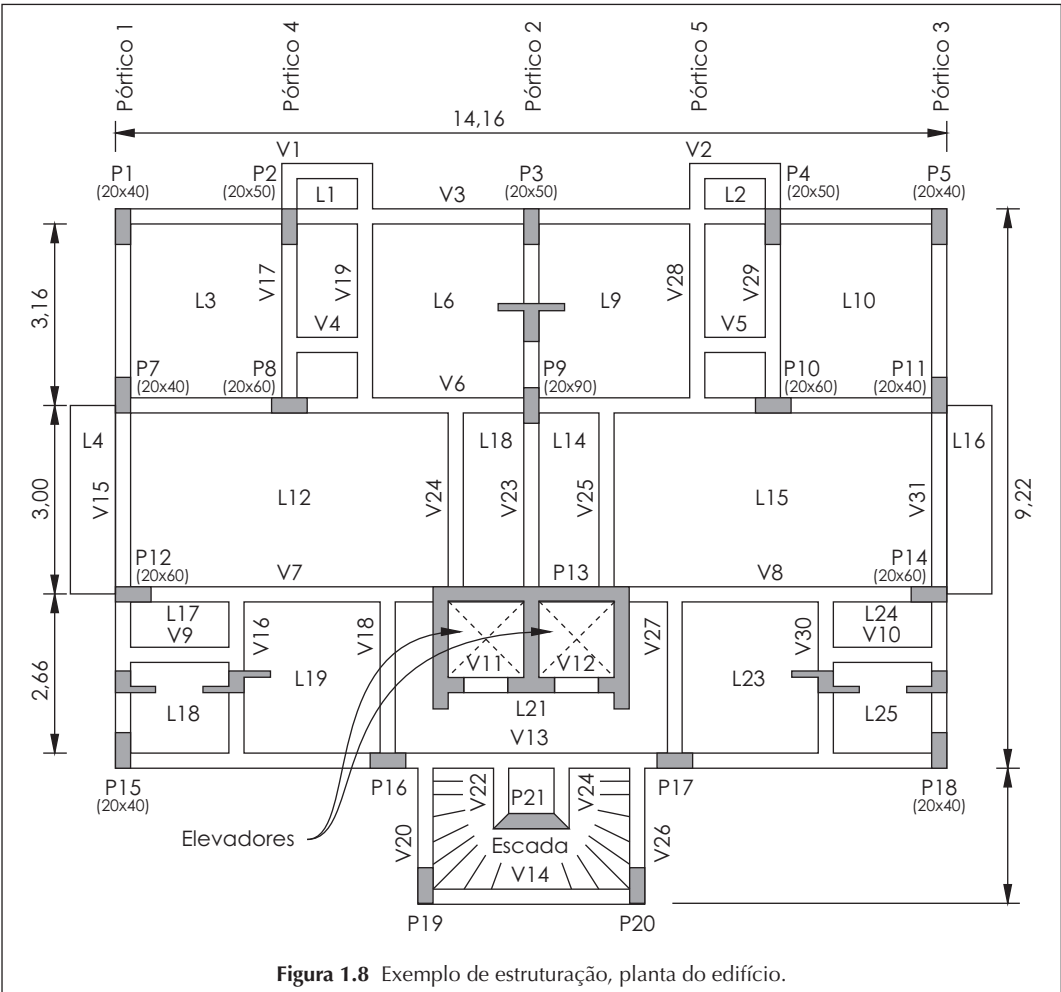 Pórtico 1
Pórtico 4
Pórtico 2
Pórtico 5
Pórtico 3
14,16
V1
V2
P1
(20x40)
P2
(20x50)
L1
V3
P3
(20x50)
L2
P4
(20x50)
P5
(20x40)
3,16
L3
V17
V19
L6
L9
V28
V29
L10
V4
V5
P7
(20x40)
P8
(20x60)
V6
P9
(20x90)
P10
(20x60)
P11
(20x40)
L4
V15
3,00
L12
V24
L18
V23
L14
V25
L15
V31
L16
9,22
P12
(20x60)
V7
P13
V8
P14
(20x60)
2,66
L17
V9
V16
V18
V11
V12
V27
V30
L24
V10
L18
L19
L21
L23
L25
V13
P15
(20x40)
P16
P17
P18
(20x40)
V22
P21
V24
Elevadores
V20
Escada
V26
V14
P19
P20
Figura 1.8 Exemplo de estruturação, planta do edifício.